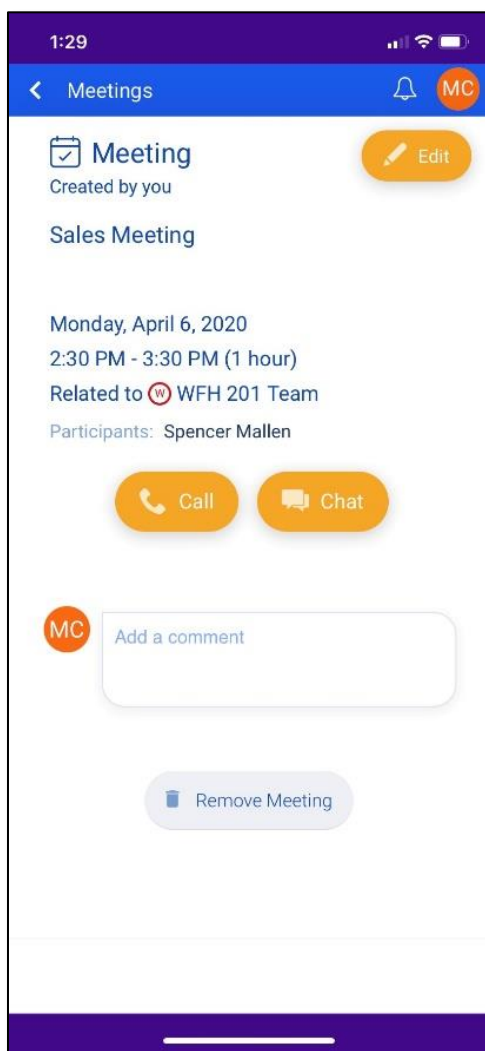 1:29
Meetings
MC
Meeting
Edit
Created by you
Sales Meeting
Monday, April 6, 2020
2:30 PM - 3:30 PM (1 hour)
Related to W WFH 201 Team
Participants: Spencer Mallen
Call
Chat
MC
Add a comment
Remove Meeting